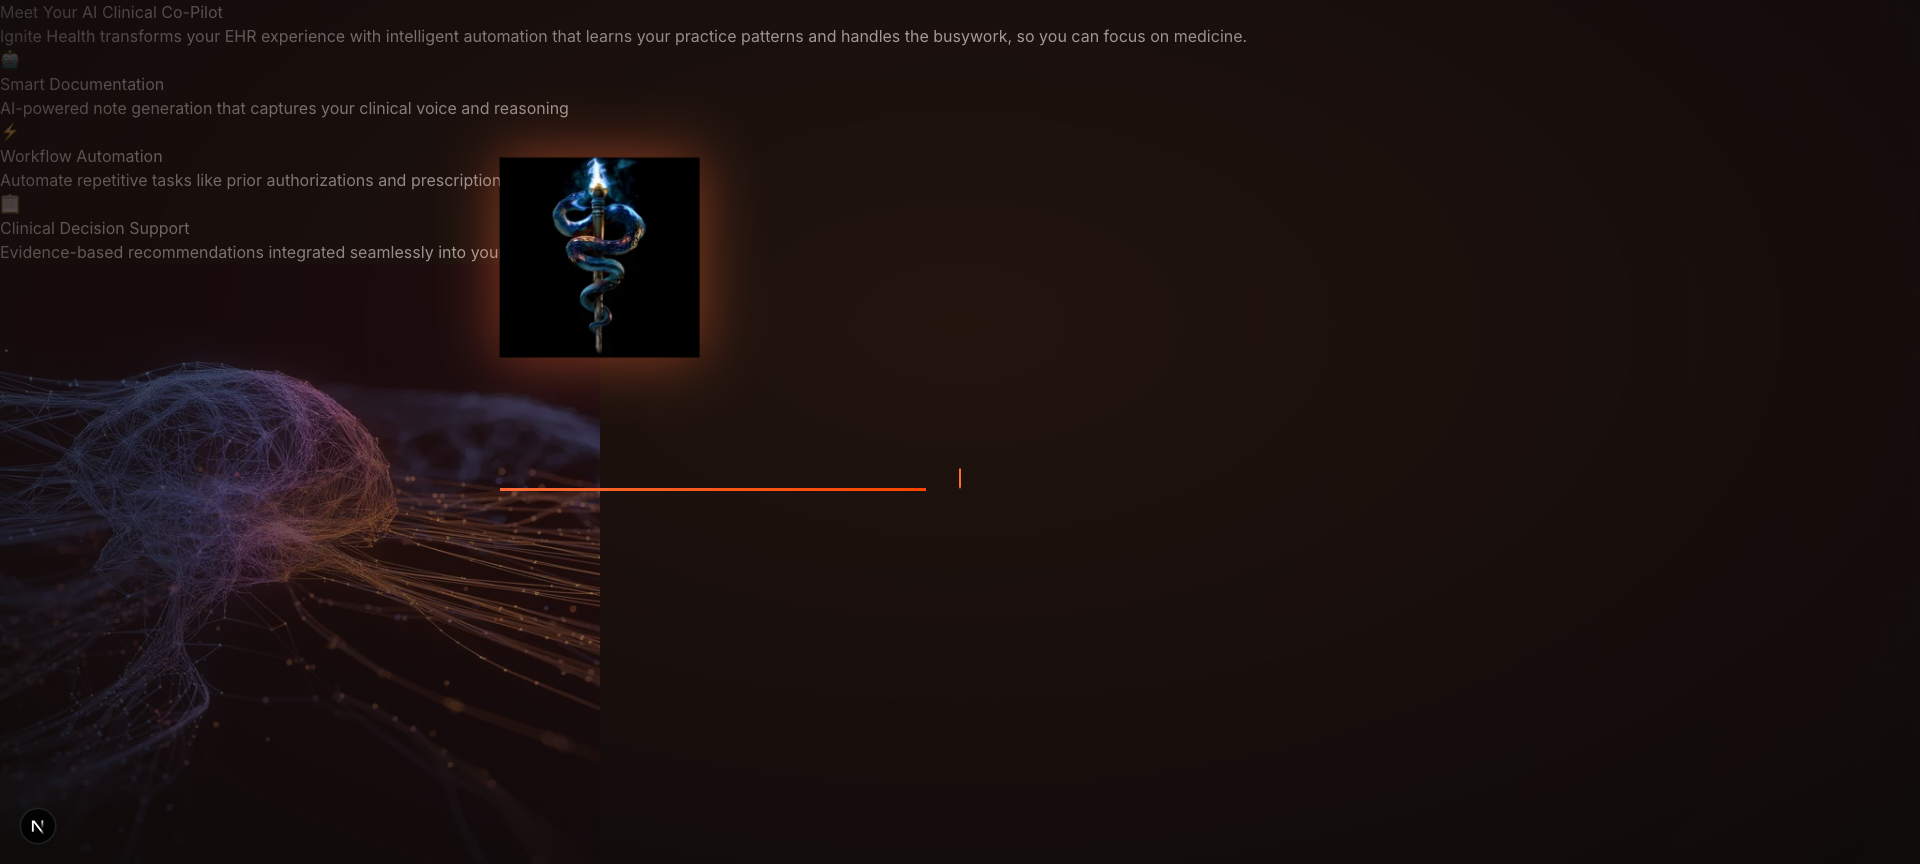 Meet Your AI Clinical Co-Pilot
Ignite Health transforms your EHR experience with intelligent automation that learns your practice patterns and handles the busywork, so you can focus on medicine.
Smart Documentation
AI-powered note generation that captures your clinical voice and reasoning
Workflow Automation
Automate repetitive tasks like prior authorizations and prescription
Clinical Decision Support
Evidence-based recommendations integrated seamlessly into you
N